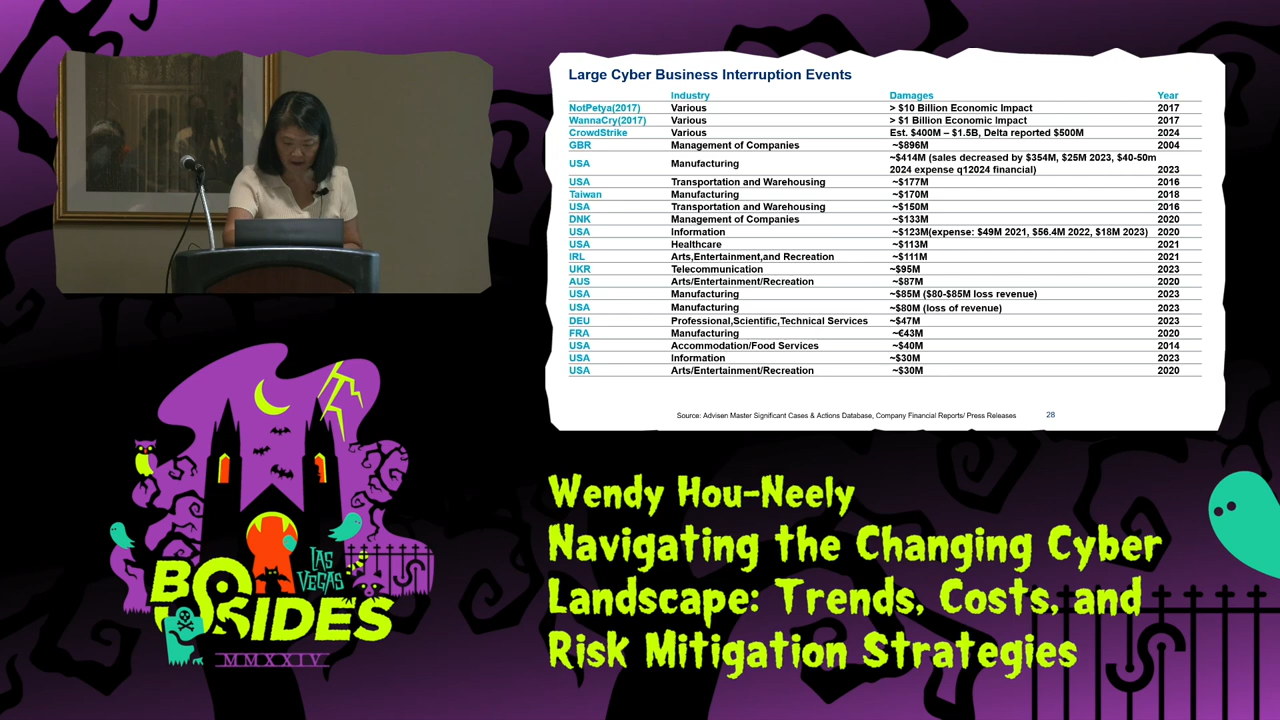 Large Cyber Business Interruption Events
Industry Damages Year
NotPetya(2017) Various > $10 Billion Economic Impact 2017
WannaCry(2017) Various > $1 Billion Economic Impact 2017
CrowdStrike Various Est. $400M – $1.5B, Delta reported $500M 2024
GBR Management of Companies ~$896M 2004
USA Manufacturing ~$414M (sales decreased by $354M, $25M 2023, $40-50m
2024 expense q12024 financial) 2023
USA Transportation and Warehousing ~$177M 2016
Taiwan Manufacturing ~$170M 2018
USA Transportation and Warehousing ~$150M 2016
DNK Management of Companies ~$133M 2020
USA Information ~$123M(expense: $49M 2021, $56.4M 2022, $18M 2023) 2020
USA Healthcare ~$113M 2021
IRL Arts,Entertainment,and Recreation ~$111M 2021
UKR Telecommunication ~$95M 2023
AUS Arts/Entertainment/Recreation ~$87M 2020
USA Manufacturing ~$85M ($80-$85M loss revenue) 2023
USA Manufacturing ~$80M (loss of revenue) 2023
DEU Professional,Scientific,Technical Services ~$47M 2023
FRA Manufacturing ~€43M 2020
USA Accommodation/Food Services ~$40M 2014
USA Information ~$30M 2023
USA Arts/Entertainment/Recreation ~$30M 2020
Source: Advisen Master Significant Cases & Actions Database, Company Financial Reports/ Press Releases 28
LAS
VEGAS
BSIDES
MMXXIV
Wendy Hou-Neely
Navigating the Changing Cyber
Landscape: Trends, Costs, and
Risk Mitigation Strategies